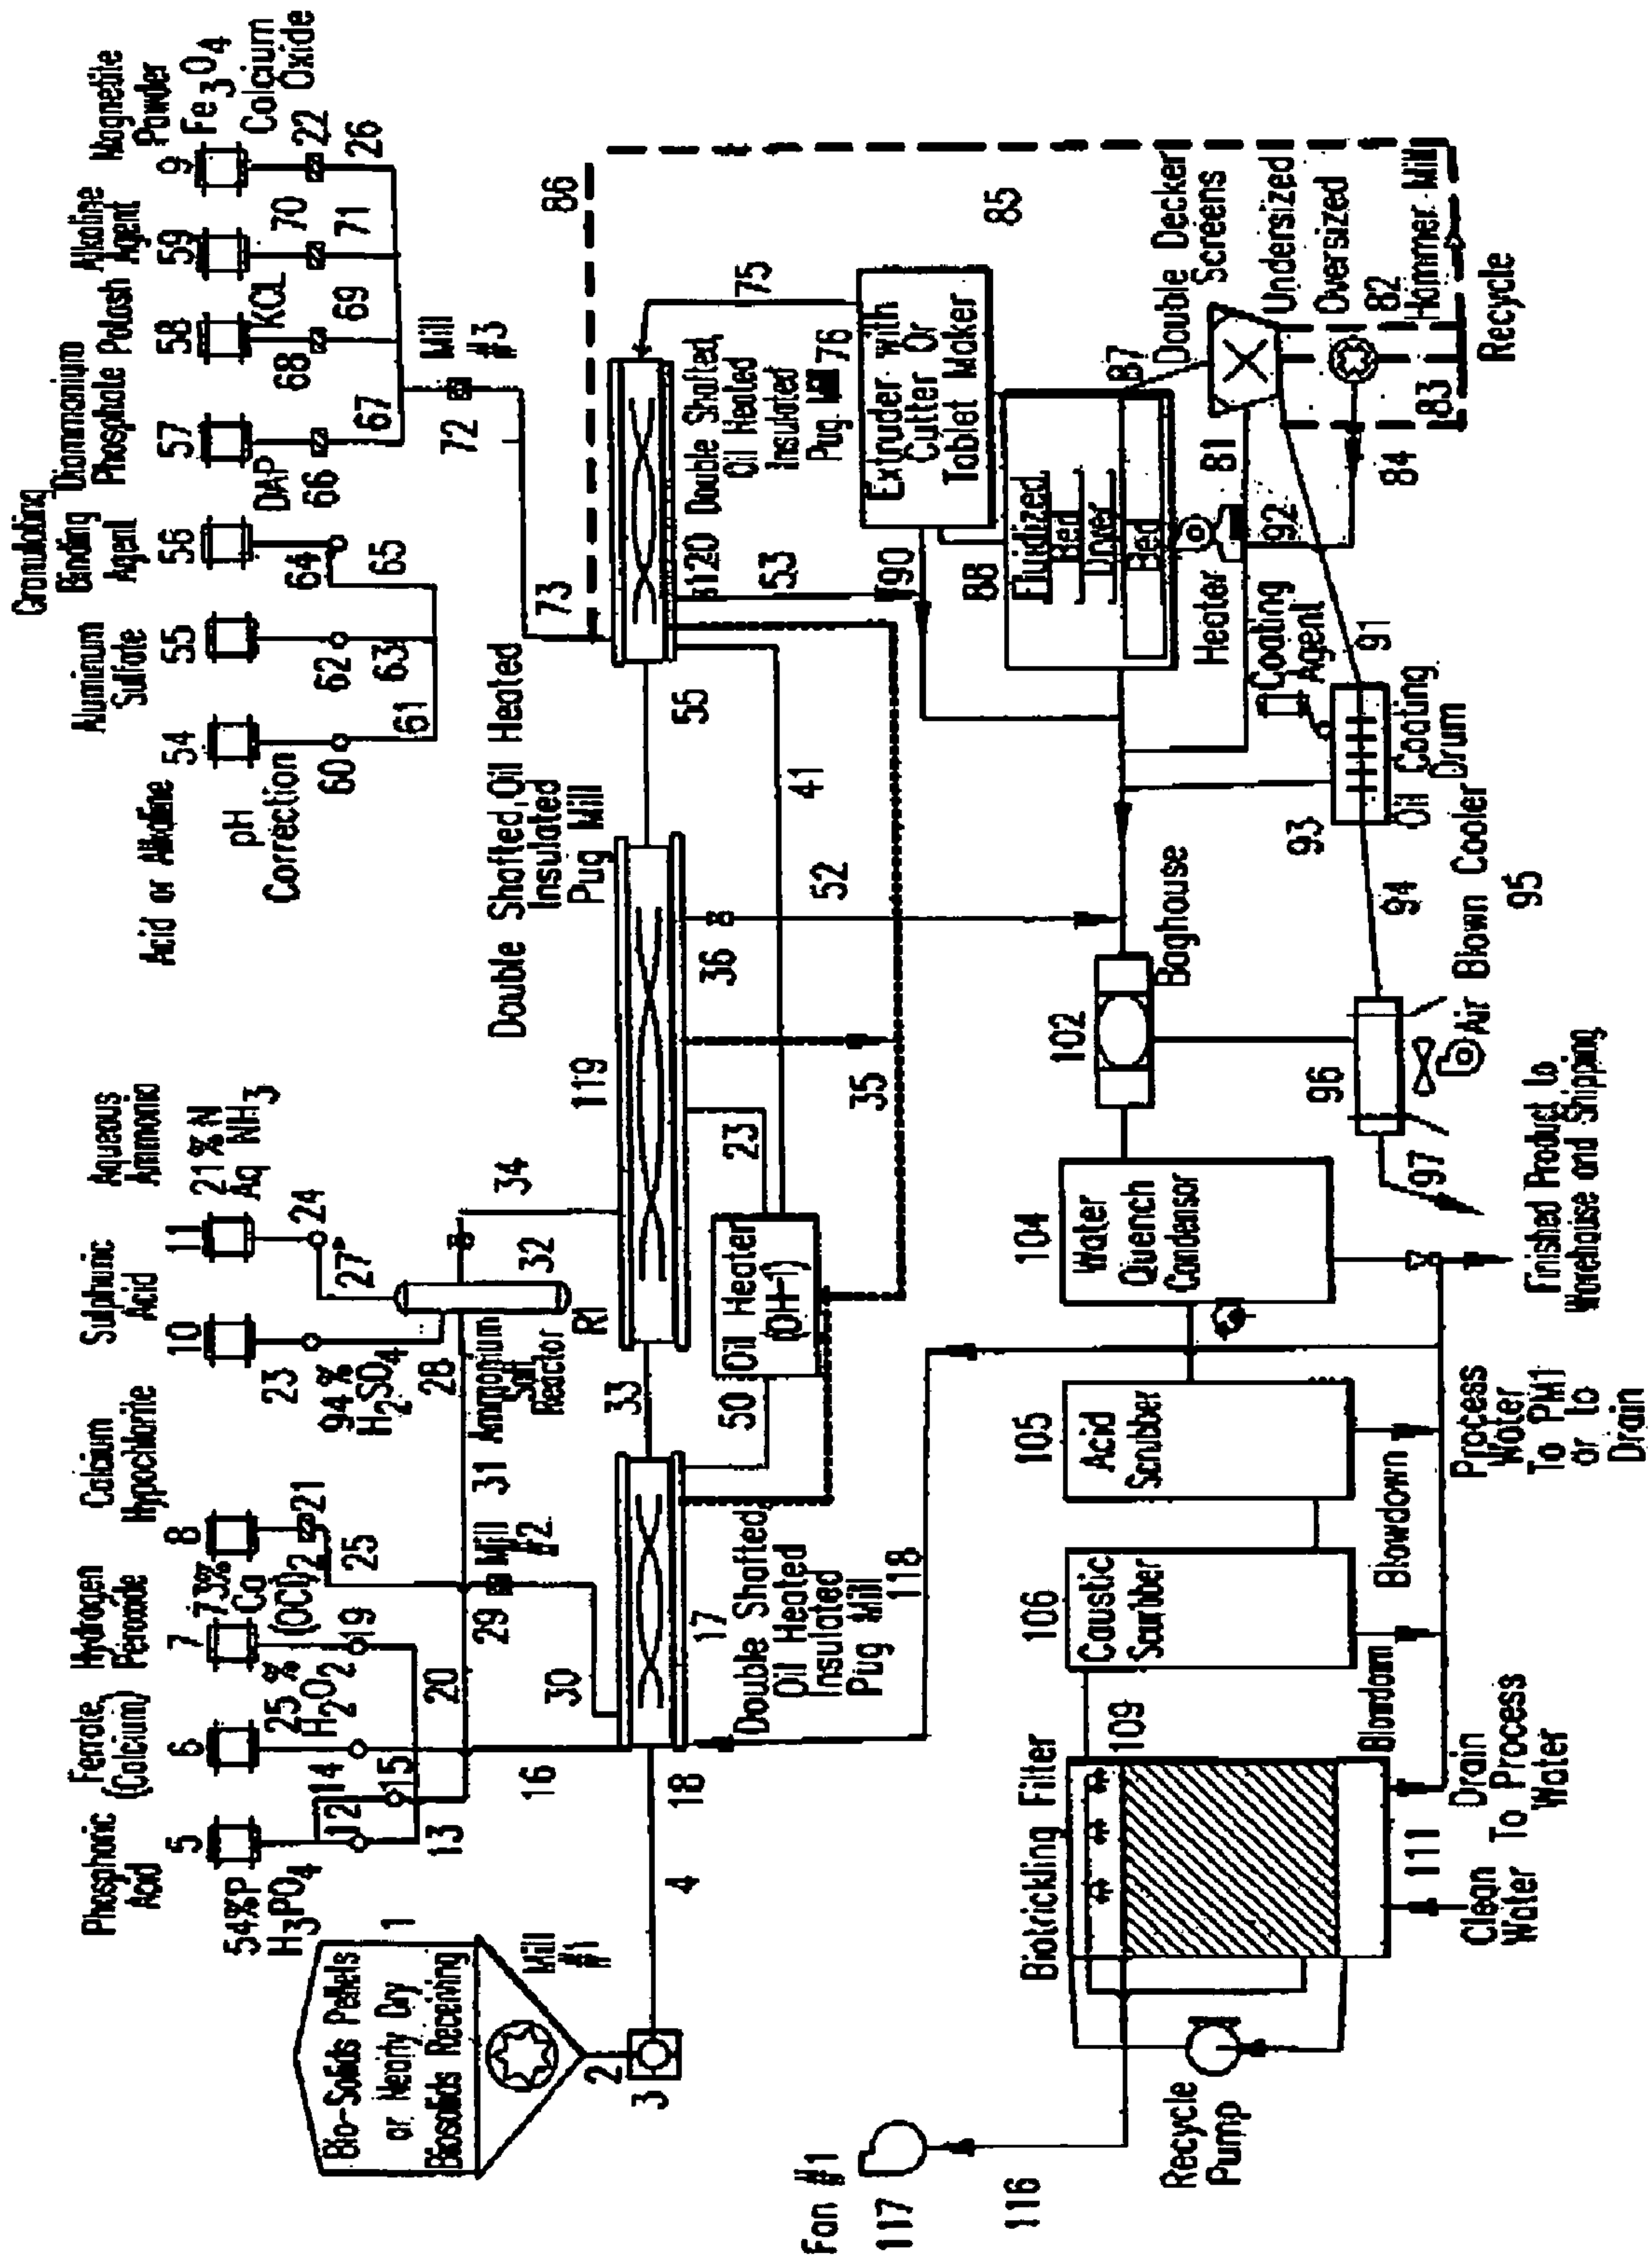 Phosphoric
Acid
5
54%P
H3PO4
Ferrate
(Calcium)
6
Hydrogen
Peroxide
7
25 %
H2O2
Calcium
Hypochlorite
8
73%
Ca
(OCl)2
Sulphuric
Acid
10
94 %
H2SO4
Aqueous
Ammonia
11
21% N
Aq NH3
Acid or Alkaline
54
pH
Correction
Aluminum
Sulfate
55
Granulating
Binding
Agent
56
Diammonium
Phosphate
57
DAP
Potash
58
KCL
Alkaline
Agent
59
Magnetite
Powder
9
Fe3O4
Calcium
Oxide
12
14
15
13
19
20
21
25
23
28
24
27
60
61
62
63
64
65
66
67
68
69
70
71
22
26
Bio-Solids Pellets
or Nearly Dry
Biosolids Receiving
1
Mill
#1
2
3
4
16
18
29
Mill
#2
30
31
Ammonium
Salt
Reactor
R1
32
34
33
119
Double Shafted, Oil Heated
Insulated
Pug Mill
72
Mill
#3
73
86
17
Double Shafted
Oil Heated
Insulated
Pug Mill
118
50
Oil Heater
(OH-1)
23
35
36
52
41
55
53
120
Double Shafted,
Oil Heated
Insulated
Pug
75
76
Extruder with
Cutter Or
Tablet Maker
85
90
88
Fluidized
Bed
Dryer
Bed
87
Double Decker
Screens
Undersized
Oversized
82
Hammer Mill
Recycle
83
84
81
92
Heater
Coating
Agent
91
Oil Coating
Drum
93
94
Air Blown Cooler
95
96
97
Finished Product to
Warehouse and Shipping
Baghouse
102
104
Water
Quench
Condensor
105
Acid
Scrubber
Blowdown
Process
Water
To PM1
or to
Drain
106
Caustic
Scurbber
Blowdown
Biotrickling Filter
109
Drain
To Process
Water
111
Clean
Water
Recycle
Pump
Fan #1
117
116